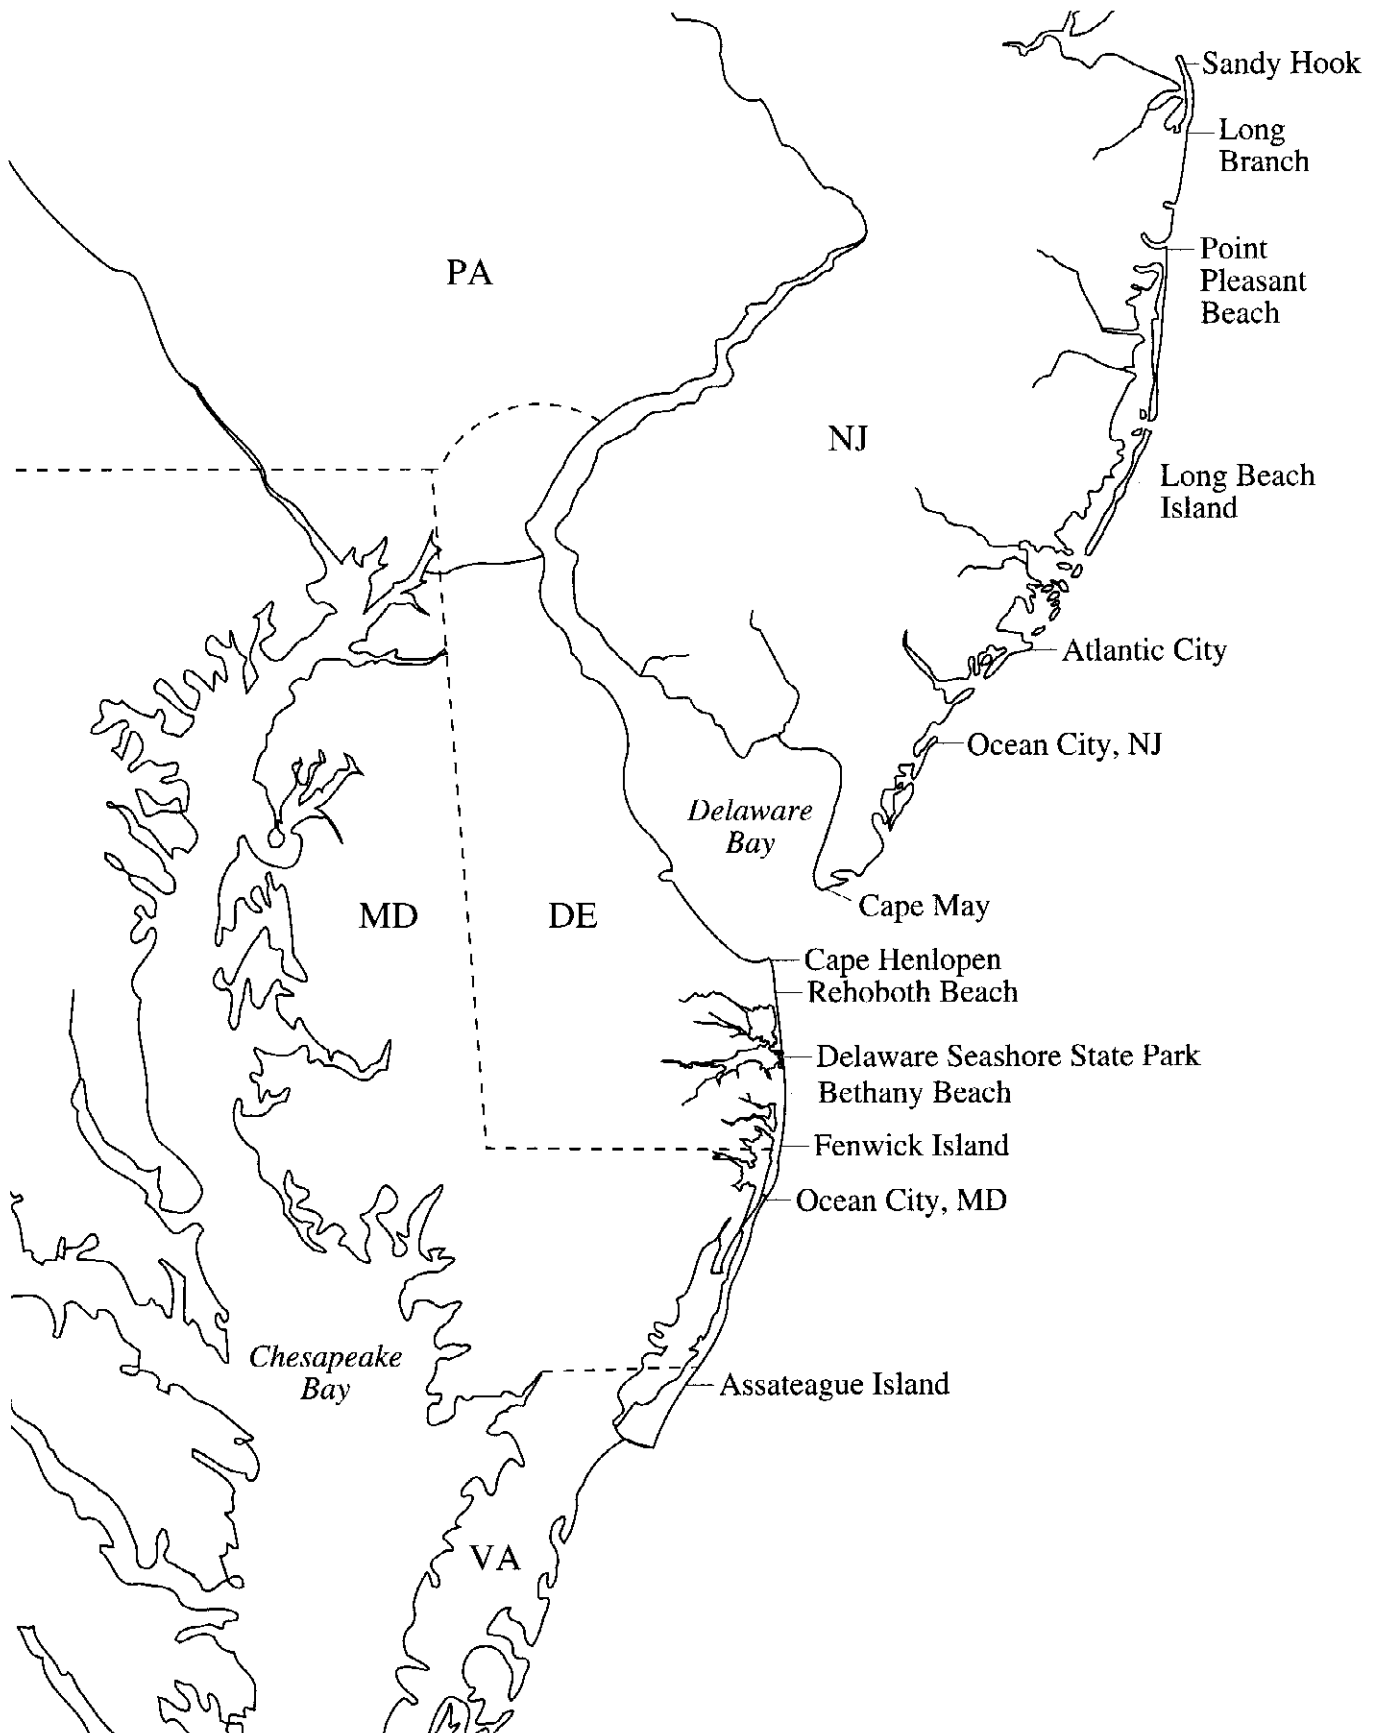 Sandy Hook
Long
Branch
Point
Pleasant
Beach
PA
NJ
Long Beach
Island
Atlantic City
Ocean City, NJ
Delaware
Bay
Cape May
MD
DE
Cape Henlopen
Rehoboth Beach
Delaware Seashore State Park
Bethany Beach
Fenwick Island
Ocean City, MD
Chesapeake
Bay
Assateague Island
VA